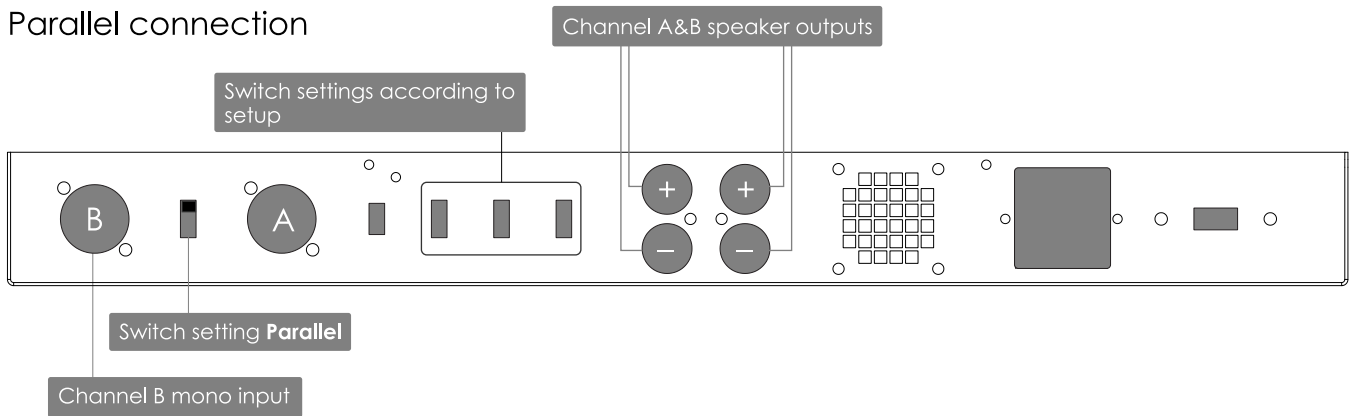 Parallel connection
Channel A&B speaker outputs
Switch settings according to
setup
B
A
+
+
−
−
Switch setting Parallel
Channel B mono input